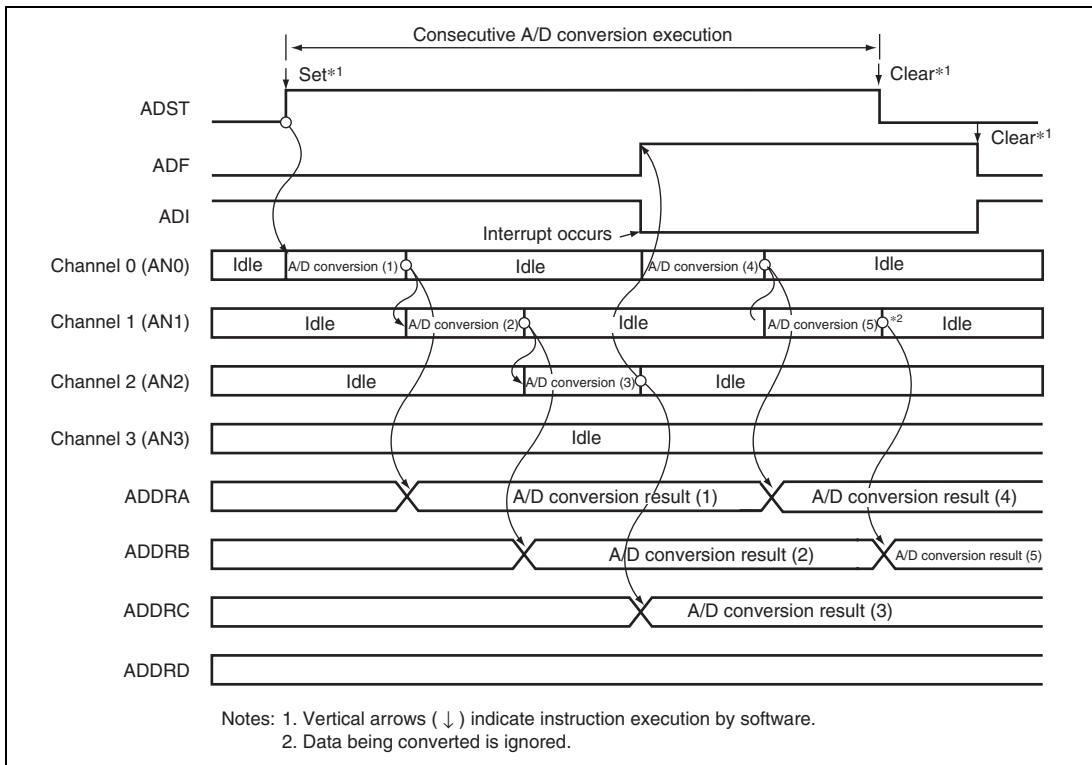 Consecutive A/D conversion execution
Set*1
Clear*1
ADST
Clear*1
ADF
ADI
Interrupt occurs
Channel 0 (AN0) Idle A/D conversion (1) Idle A/D conversion (4) Idle
Channel 1 (AN1) Idle A/D conversion (2) Idle A/D conversion (5) *2 Idle
Channel 2 (AN2) Idle A/D conversion (3) Idle
Channel 3 (AN3) Idle
ADDRA A/D conversion result (1) A/D conversion result (4)
ADDRB A/D conversion result (2) A/D conversion result (5)
ADDRC A/D conversion result (3)
ADDRD
Notes: 1. Vertical arrows ( ↓ ) indicate instruction execution by software.
2. Data being converted is ignored.